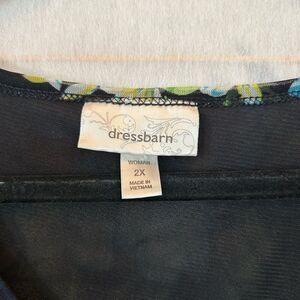 dressbarn
WOMAN
2X
MADE IN
VIETNAM